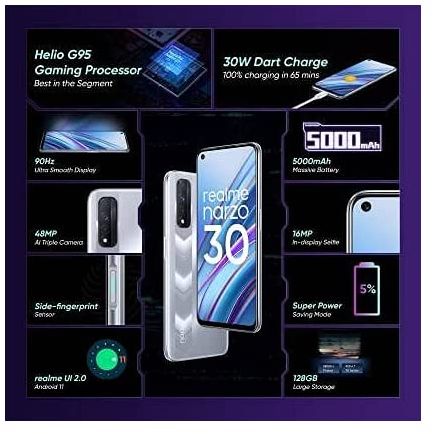 Helio G95
Gaming Processor
Best in the Segment
30W Dart Charge
100% charging in 65 mins
90Hz
Ultra Smooth Display
5000mAh
5000mAh
Massive Battery
48MP
AI Triple Camera
realme
narzo
30
16MP
In-display Selfie
Side-fingerprint
Sensor
5%
Super Power
Saving Mode
11
realme UI 2.0
Android 11
128GB
Large Storage